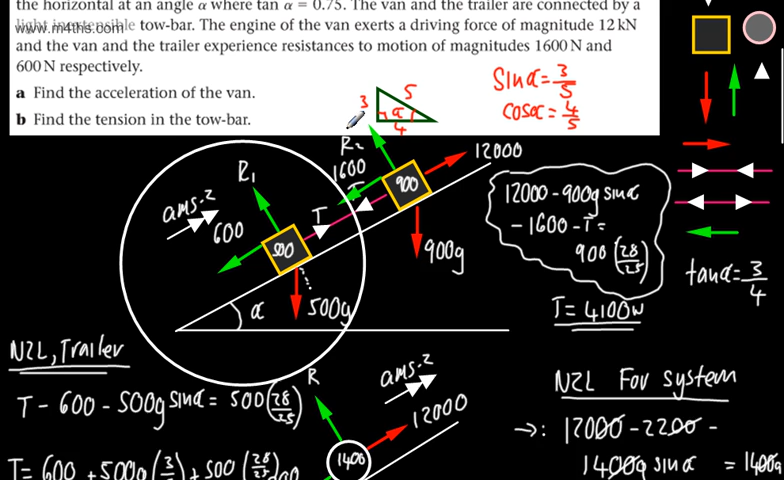 the horizontal at an angle α where tan α = 0.75. The van and the trailer are connected by a
light inextensible tow-bar. The engine of the van exerts a driving force of magnitude 12 kN
www.m4ths.com
and the van and the trailer experience resistances to motion of magnitudes 1600 N and
600 N respectively.
a Find the acceleration of the van.
b Find the tension in the tow-bar.
3
5
α
4
Sinα = 3/5
cosα = 4/5
R₂
1600
T
12000
900
900g
R₁
ams⁻²
600
T
500
500g
α
12000 - 900g sinα
- 1600 - T =
900 (28/25)
T = 4100N
tanα = 3/4
N2L, Trailer
T - 600 - 500g sinα = 500(28/25)
T = 600 + 500g (3/5) + 500 (28/25)
R
ams⁻²
12000
1400
N2L For system
→: 12000 - 2200 -
1400g sinα = 1400a